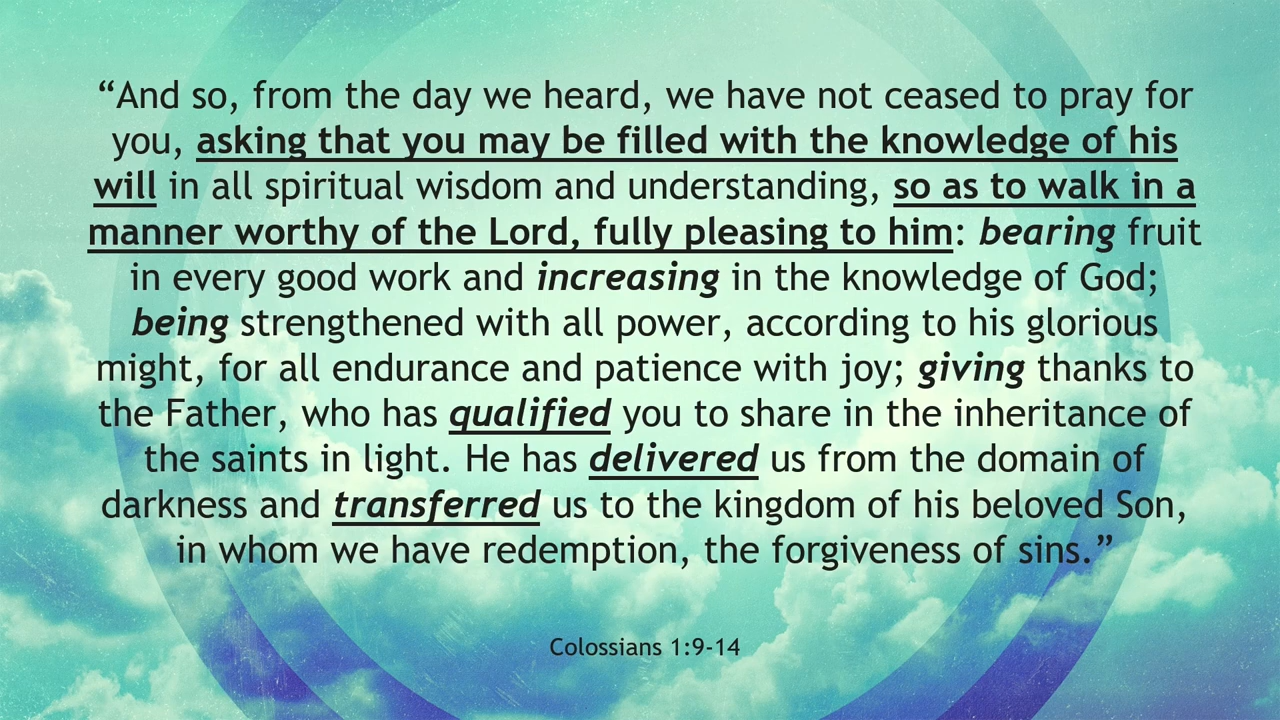 “And so, from the day we heard, we have not ceased to pray for
you, asking that you may be filled with the knowledge of his
will in all spiritual wisdom and understanding, so as to walk in a
manner worthy of the Lord, fully pleasing to him: bearing fruit
in every good work and increasing in the knowledge of God;
being strengthened with all power, according to his glorious
might, for all endurance and patience with joy; giving thanks to
the Father, who has qualified you to share in the inheritance of
the saints in light. He has delivered us from the domain of
darkness and transferred us to the kingdom of his beloved Son,
in whom we have redemption, the forgiveness of sins.”
Colossians 1:9-14